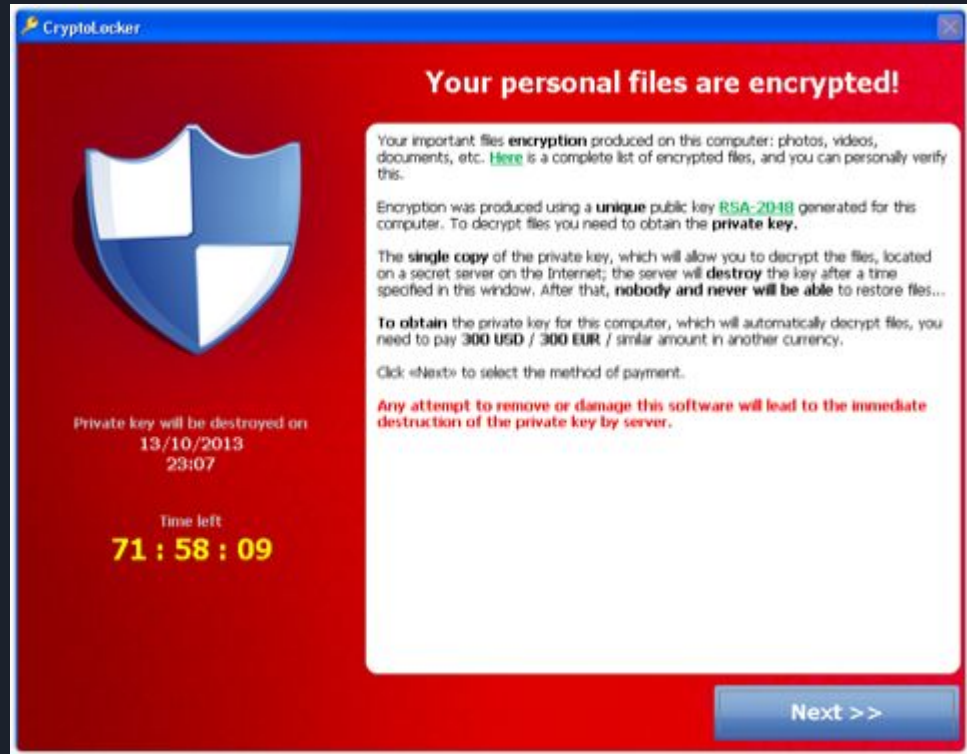 CryptoLocker
Your personal files are encrypted!
Your important files encryption produced on this computer: photos, videos,
documents, etc. Here is a complete list of encrypted files, and you can personally verify
this.
Encryption was produced using a unique public key RSA-2048 generated for this
computer. To decrypt files you need to obtain the private key.
The single copy of the private key, which will allow you to decrypt the files, located
on a secret server on the Internet; the server will destroy the key after a time
specified in this window. After that, nobody and never will be able to restore files...
To obtain the private key for this computer, which will automatically decrypt files, you
need to pay 300 USD / 300 EUR / similar amount in another currency.
Click «Next» to select the method of payment.
Any attempt to remove or damage this software will lead to the immediate
destruction of the private key by server.
Private key will be destroyed on
13/10/2013
23:07
Time left
71 : 58 : 09
Next >>